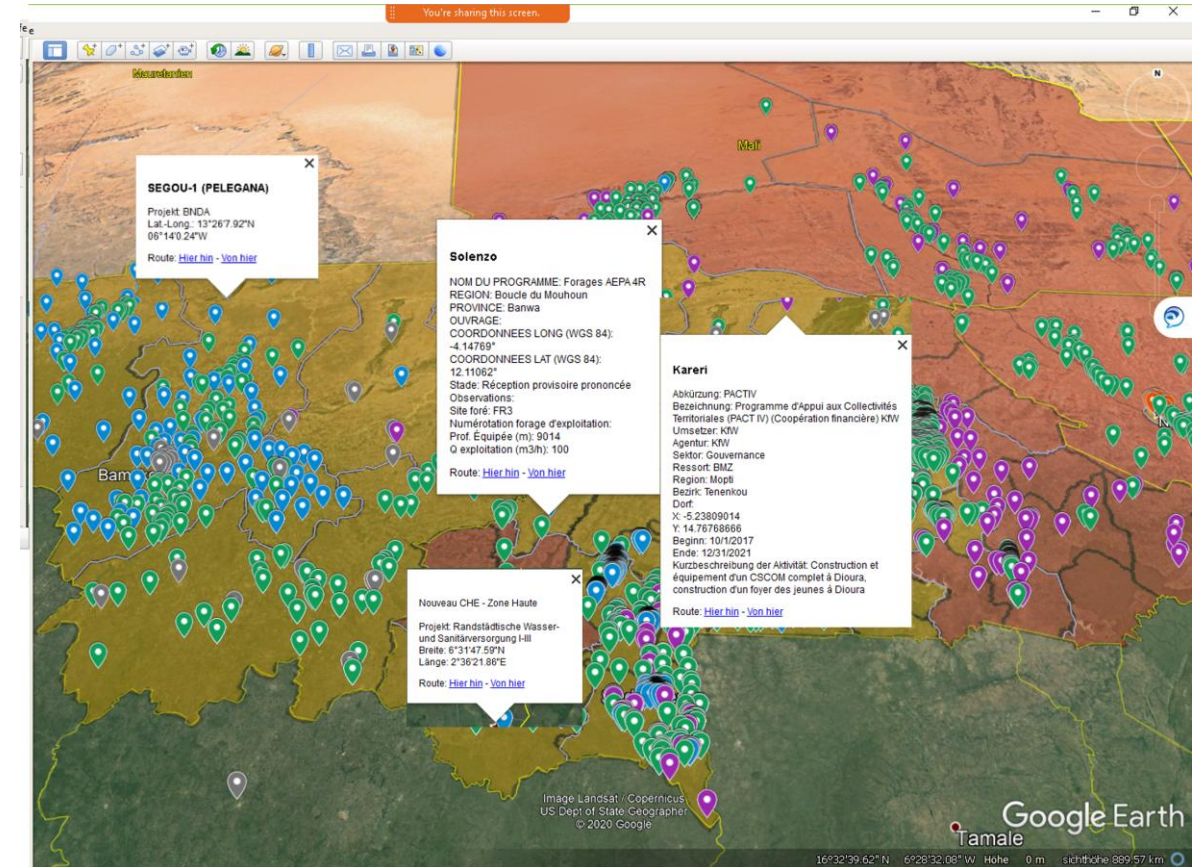 You're sharing this screen.
fe
e
Mauretanien
Mali
N
SEGOU-1 (PELEGANA)
Projekt: BNDA
Lat.-Long.: 13°26'7.92"N
06°14'0.24"W
Route: Hier hin - Von hier
Solenzo
NOM DU PROGRAMME: Forages AEPA 4R
REGION: Boucle du Mouhoun
PROVINCE: Banwa
OUVRAGE:
COORDONNEES LONG (WGS 84):
-4.14769°
COORDONNEES LAT (WGS 84):
12.11062°
Stade: Réception provisoire prononcée
Observations:
Site foré: FR3
Numérotation forage d'exploitation:
Prof. Équipée (m): 9014
Q exploitation (m3/h): 100
Route: Hier hin - Von hier
Kareri
Abkürzung: PACTIV
Bezeichnung: Programme d'Appui aux Collectivités
Territoriales (PACT IV) (Coopération financière) KfW
Umsetzer: KfW
Agentur: KfW
Sektor: Gouvernance
Ressort: BMZ
Region: Mopti
Bezirk: Tenenkou
Dorf:
X: -5.23809014
Y: 14.76768666
Beginn: 10/1/2017
Ende: 12/31/2021
Kurzbeschreibung der Aktivität: Construction et
équipement d'un CSCOM complet à Dioura,
construction d'un foyer des jeunes à Dioura
Route: Hier hin - Von hier
Nouveau CHE - Zone Haute
Projekt: Randstädtische Wasser-
und Sanitärversorgung I-III
Breite: 6°31'47.59"N
Länge: 2°36'21.86"E
Route: Hier hin - Von hier
Image Landsat / Copernicus
US Dept of State Geographer
© 2020 Google
Google Earth
Tamale
16°32'39.62" N 6°28'32.08" W Höhe 0 m sichthöhe 889.57 km